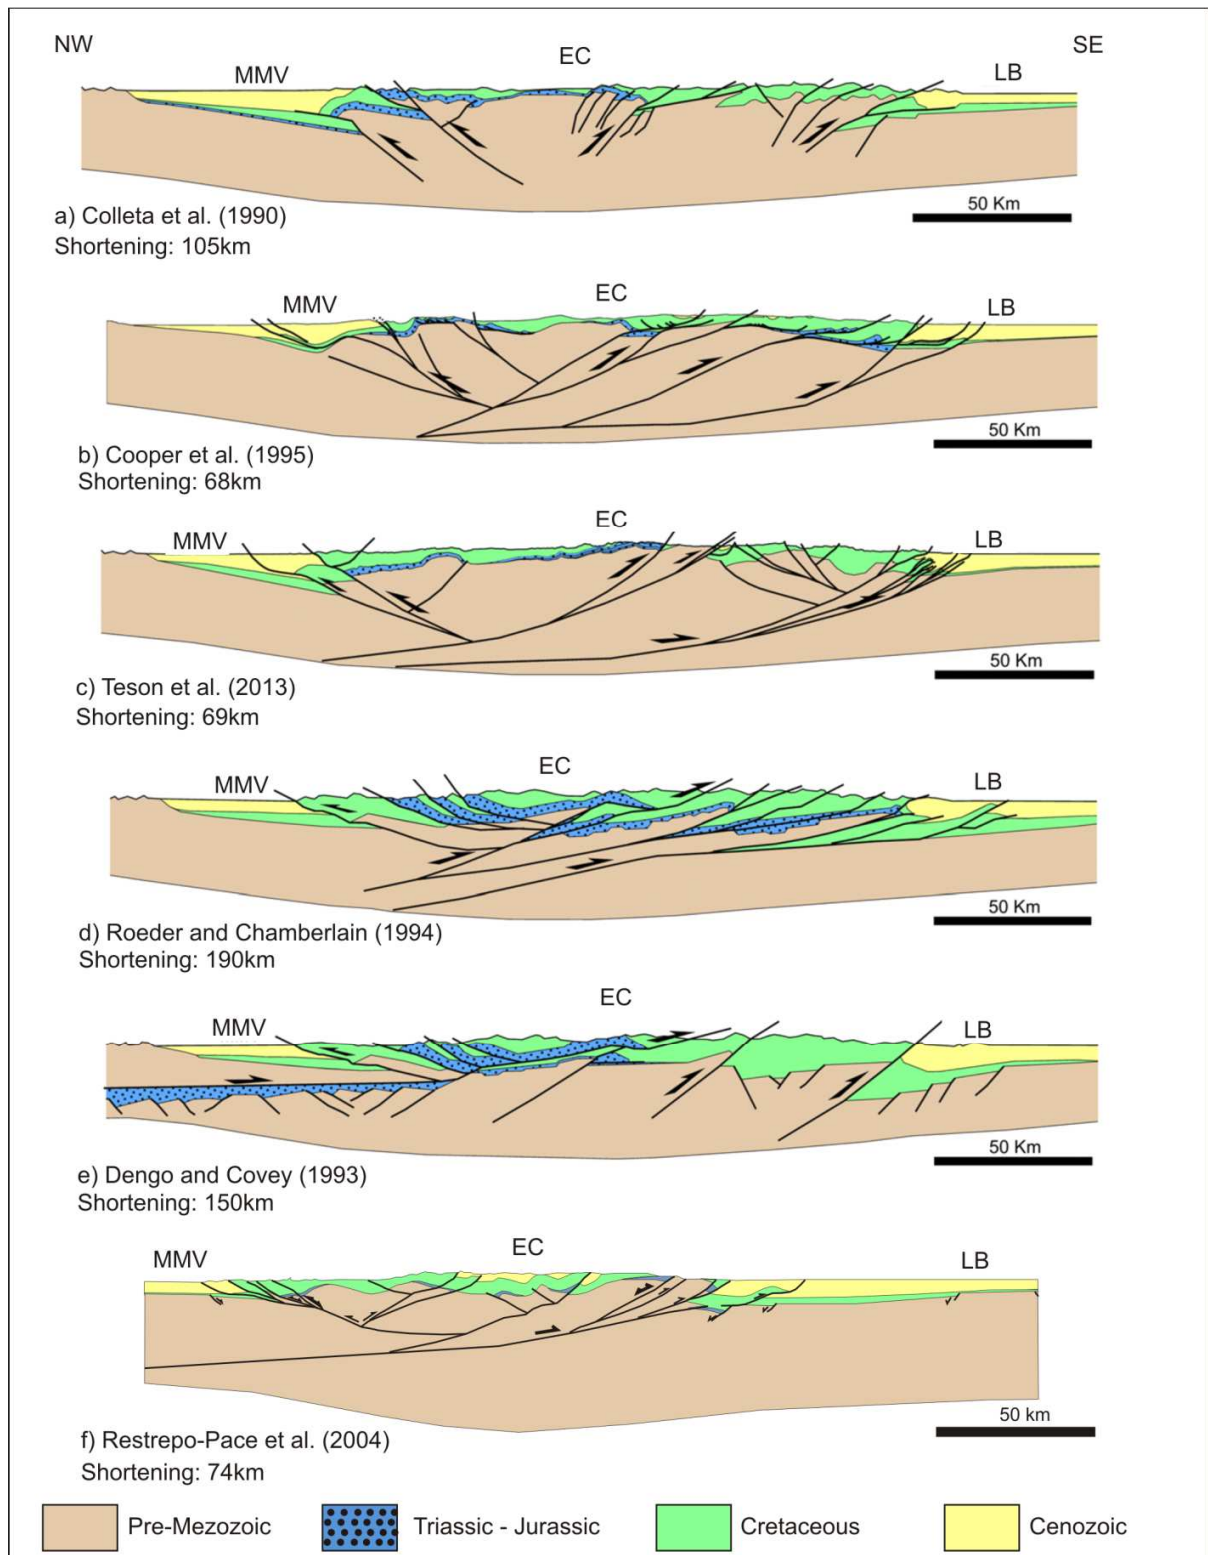 NW
EC
SE
MMV
LB
50 Km
a) Colleta et al. (1990)
Shortening: 105km
EC
MMV
LB
50 Km
b) Cooper et al. (1995)
Shortening: 68km
EC
MMV
LB
50 Km
c) Teson et al. (2013)
Shortening: 69km
EC
MMV
LB
50 Km
d) Roeder and Chamberlain (1994)
Shortening: 190km
EC
MMV
LB
50 Km
e) Dengo and Covey (1993)
Shortening: 150km
EC
MMV
LB
50 km
f) Restrepo-Pace et al. (2004)
Shortening: 74km
Pre-Mezozoic
Triassic - Jurassic
Cretaceous
Cenozoic